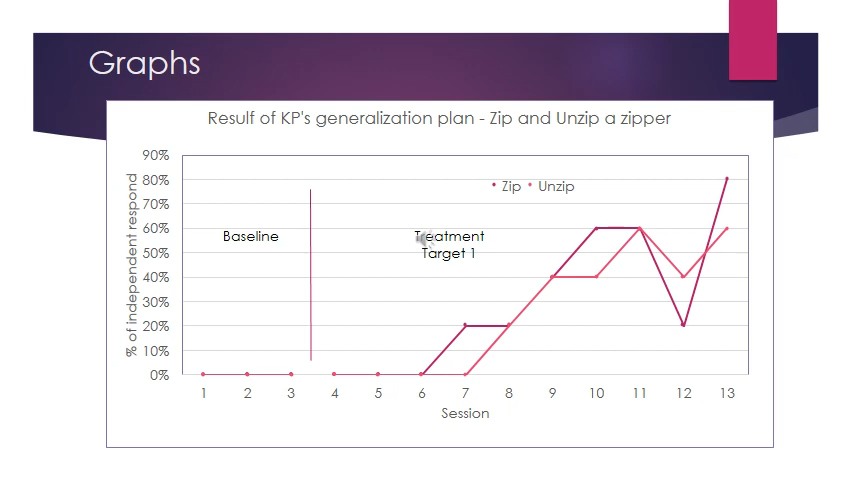 Graphs
Resulf of KP's generalization plan - Zip and Unzip a zipper
90%
80%
70%
60%
50%
40%
30%
20%
10%
0%
% of independent respond
Zip Unzip
Baseline
Treatment
Target 1
1 2 3 4 5 6 7 8 9 10 11 12 13
Session